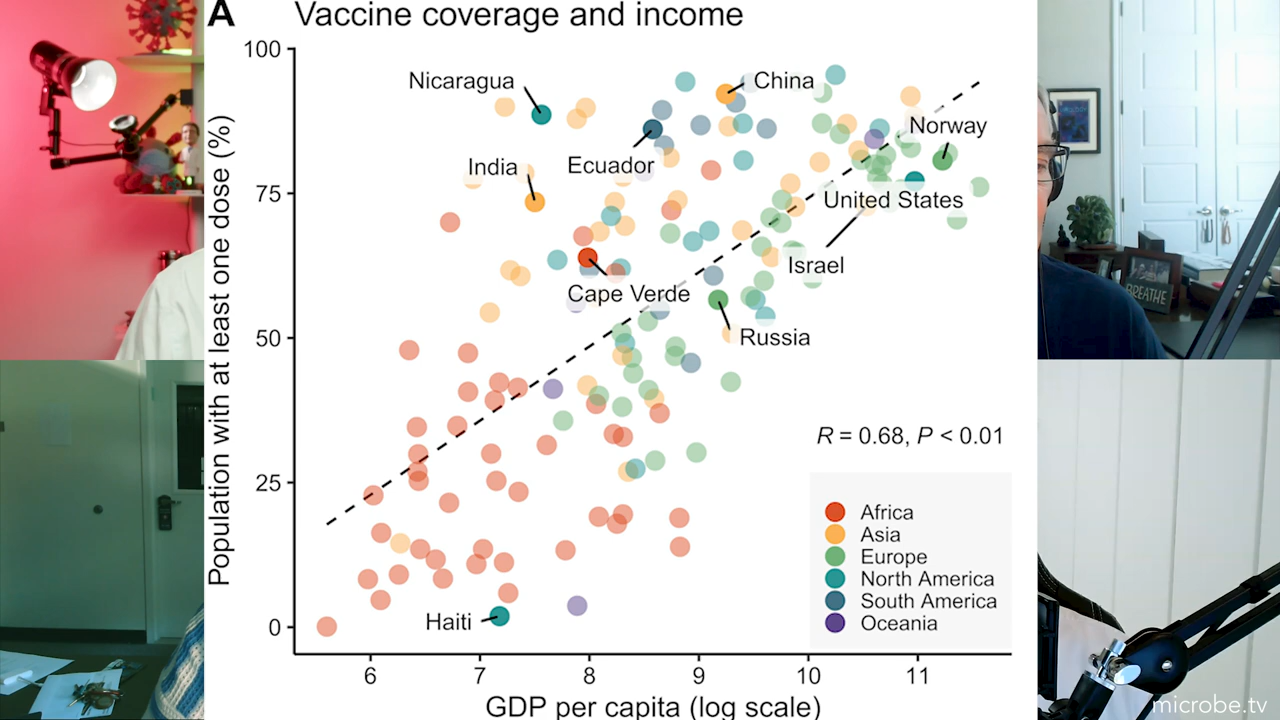 A
Vaccine coverage and income
Population with at least one dose (%)
100
75
50
25
0
Nicaragua
China
India
Ecuador
Norway
United States
Israel
Cape Verde
Russia
Haiti
R = 0.68, P < 0.01
Africa
Asia
Europe
North America
South America
Oceania
6 7 8 9 10 11
GDP per capita (log scale)
BREATHE
microbe.tv